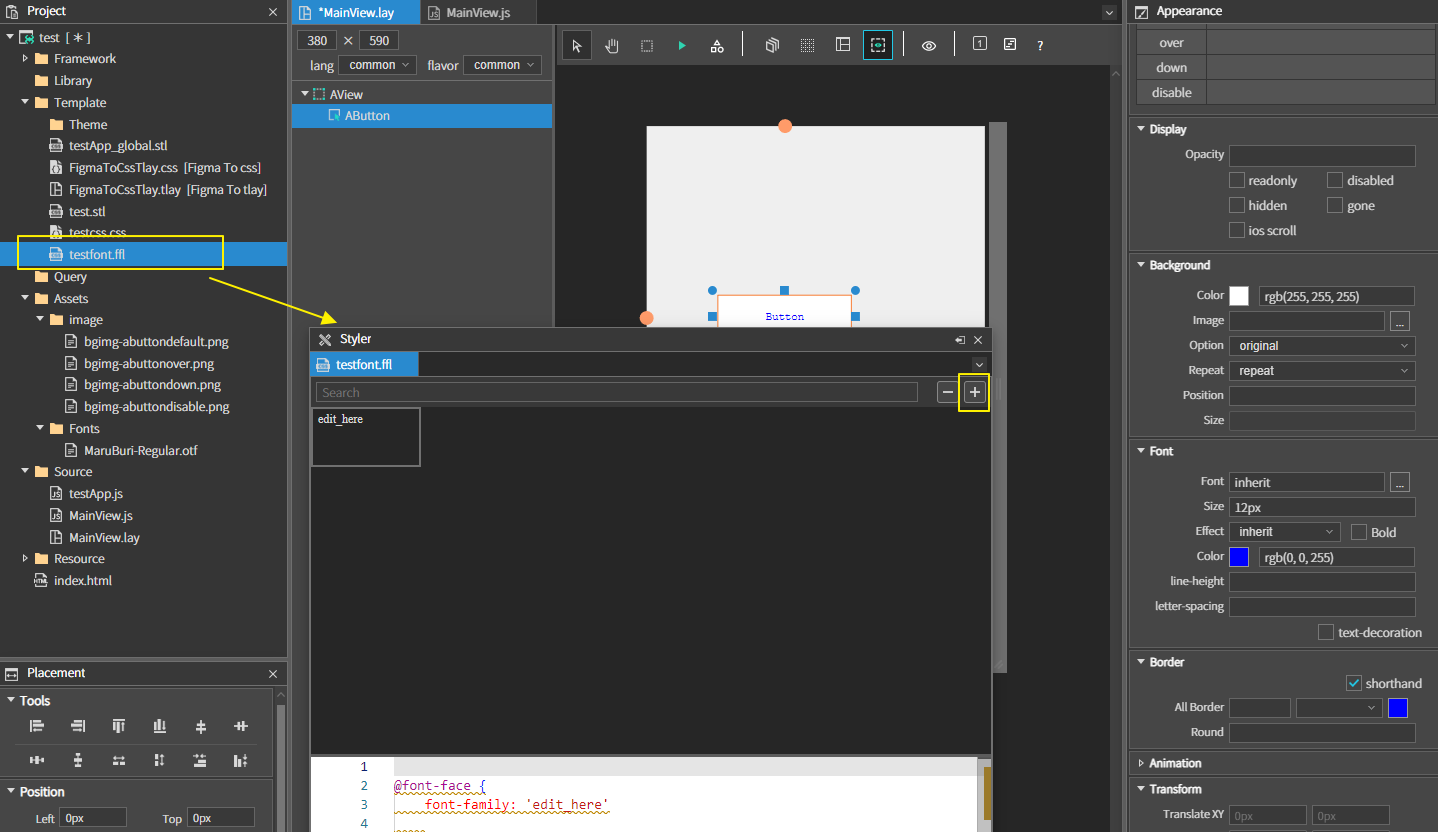 Project
test [ * ]
Framework
Library
Template
Theme
testApp_global.stl
FigmaToCssTlay.css [Figma To css]
FigmaToCssTlay.tlay [Figma To tlay]
test.stl
testcss.css
testfont.ffl
Query
Assets
image
bgimg-abuttondefault.png
bgimg-abuttonover.png
bgimg-abuttondown.png
bgimg-abuttondisable.png
Fonts
MaruBuri-Regular.otf
Source
testApp.js
MainView.js
MainView.lay
Resource
index.html
Placement
Tools
Position
Left 0px Top 0px
*MainView.lay MainView.js
380 × 590
lang common flavor common
AView
AButton
1 ?
Button
Styler
testfont.ffl
Search
edit_here
1
2 @font-face {
3 font-family: 'edit_here'
4
Appearance
over
down
disable
Display
Opacity
readonly disabled
hidden gone
ios scroll
Background
Color rgb(255, 255, 255)
Image ...
Option original
Repeat repeat
Position
Size
Font
Font inherit ...
Size 12px
Effect inherit Bold
Color rgb(0, 0, 255)
line-height
letter-spacing
text-decoration
Border
shorthand
All Border
Round
Animation
Transform
Translate XY 0px 0px